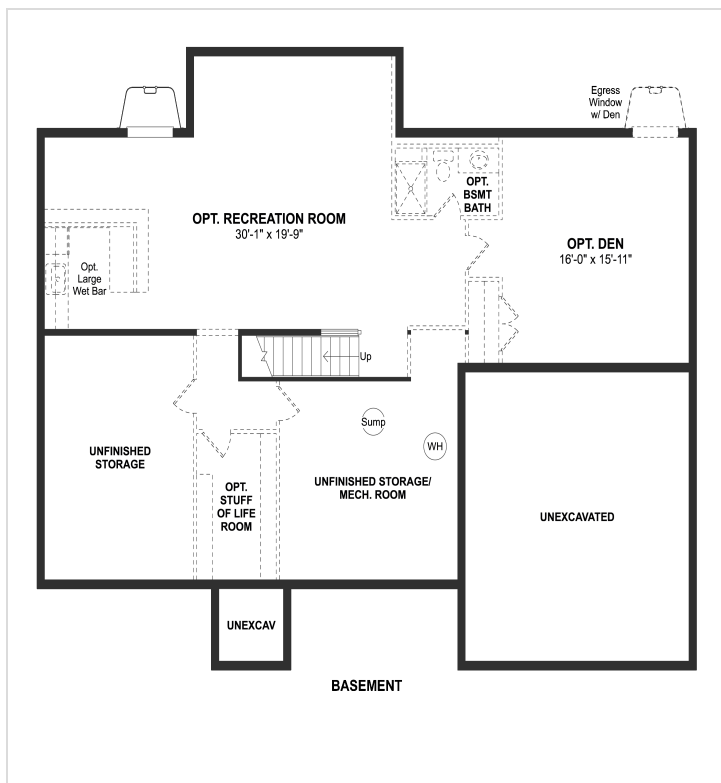 Egress
Window
w/ Den
OPT.
BSMT
BATH
OPT. RECREATION ROOM
30'-1" x 19'-9"
OPT. DEN
16'-0" x 15'-11"
Opt.
Large
Wet Bar
Up
Sump
WH
UNFINISHED
STORAGE
OPT.
STUFF
OF LIFE
ROOM
UNFINISHED STORAGE/
MECH. ROOM
UNEXCAVATED
UNEXCAV
BASEMENT